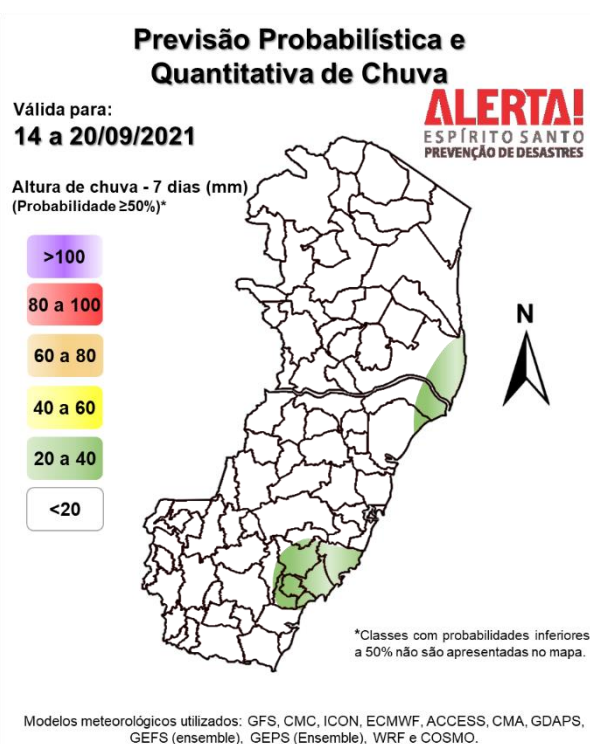 Previsão Probabilística e
Quantitativa de Chuva
Válida para:
14 a 20/09/2021
ALERTA!
ESPÍRITO SANTO
PREVENÇÃO DE DESASTRES
Altura de chuva - 7 dias (mm)
(Probabilidade ≥50%)*
>100
80 a 100
60 a 80
40 a 60
20 a 40
<20
N
*Classes com probabilidades inferiores
a 50% não são apresentadas no mapa.
Modelos meteorológicos utilizados: GFS, CMC, ICON, ECMWF, ACCESS, CMA, GDAPS,
GEFS (ensemble), GEPS (Ensemble), WRF e COSMO.